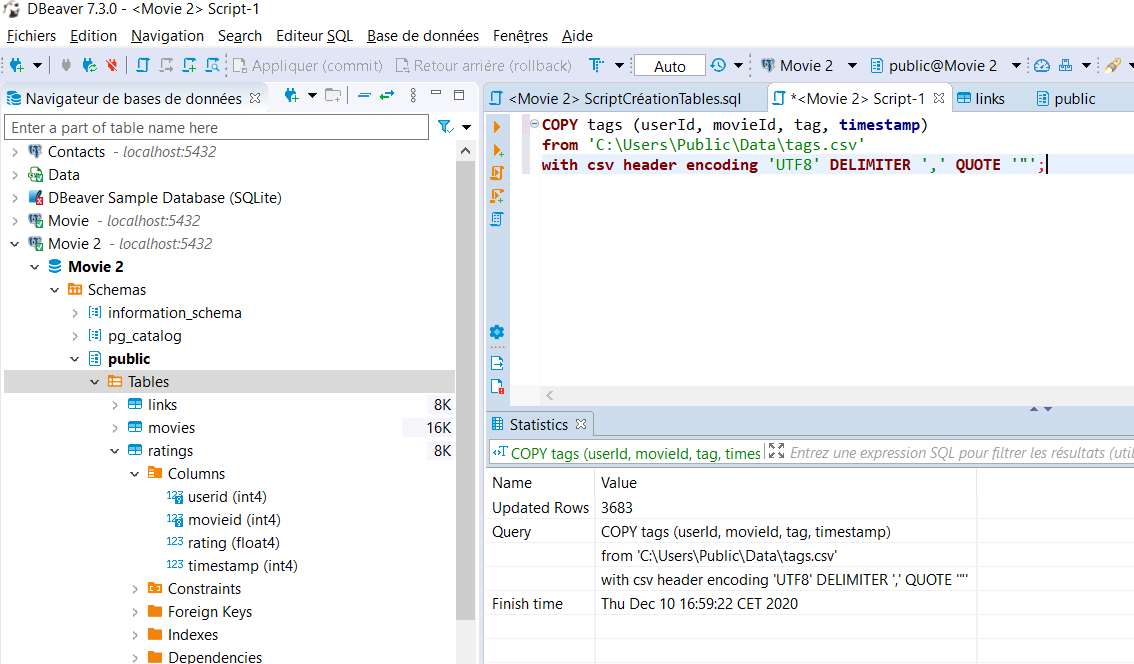 DBeaver 7.3.0 - <Movie 2> Script-1
Fichiers Edition Navigation Search Editeur SQL Base de données Fenêtres Aide
Appliquer (commit) Retour arrière (rollback) Auto Movie 2 public@Movie 2
Navigateur de bases de données
Enter a part of table name here
Contacts - localhost:5432
Data
DBeaver Sample Database (SQLite)
Movie - localhost:5432
Movie 2 - localhost:5432
Movie 2
Schemas
information_schema
pg_catalog
public
Tables
links 8K
movies 16K
ratings 8K
Columns
userid (int4)
movieid (int4)
rating (float4)
timestamp (int4)
Constraints
Foreign Keys
Indexes
Dependencies
<Movie 2> ScriptCréationTables.sql
*<Movie 2> Script-1
links
public
COPY tags (userId, movieId, tag, timestamp)
from 'C:\Users\Public\Data\tags.csv'
with csv header encoding 'UTF8' DELIMITER ',' QUOTE '"';
Statistics
COPY tags (userId, movieId, tag, times
Entrez une expression SQL pour filtrer les résultats (util
Name Value
Updated Rows 3683
Query COPY tags (userId, movieId, tag, timestamp)
from 'C:\Users\Public\Data\tags.csv'
with csv header encoding 'UTF8' DELIMITER ',' QUOTE '"'
Finish time Thu Dec 10 16:59:22 CET 2020